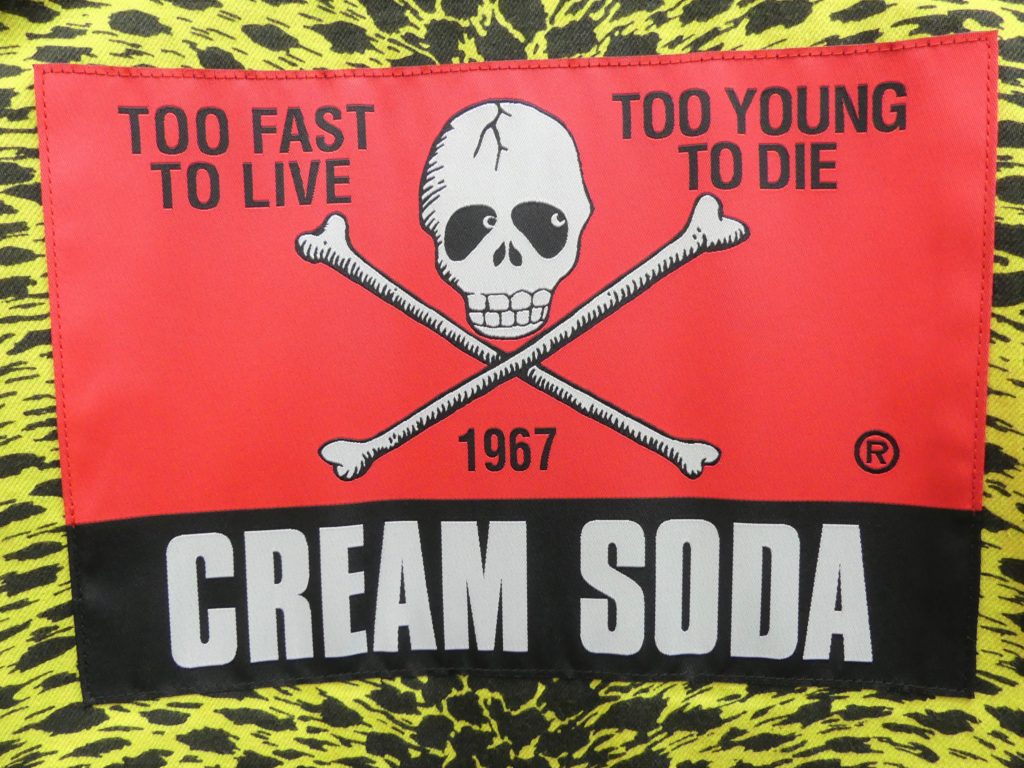 TOO FAST
TO LIVE
TOO YOUNG
TO DIE
1967
®
CREAM SODA